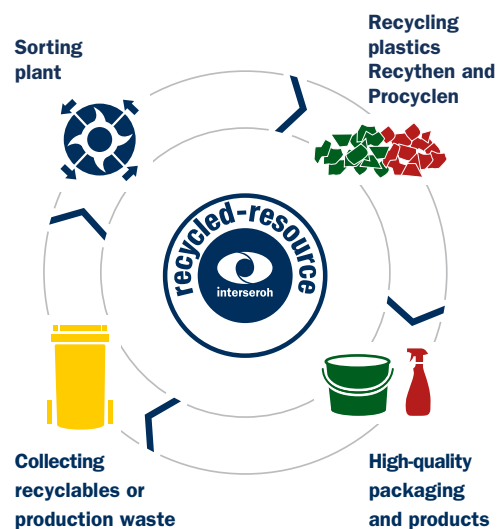 Sorting
plant
Recycling
plastics
Recythen and
Procyclen
recycled-resource
interseroh
Collecting
recyclables or
production waste
High-quality
packaging
and products